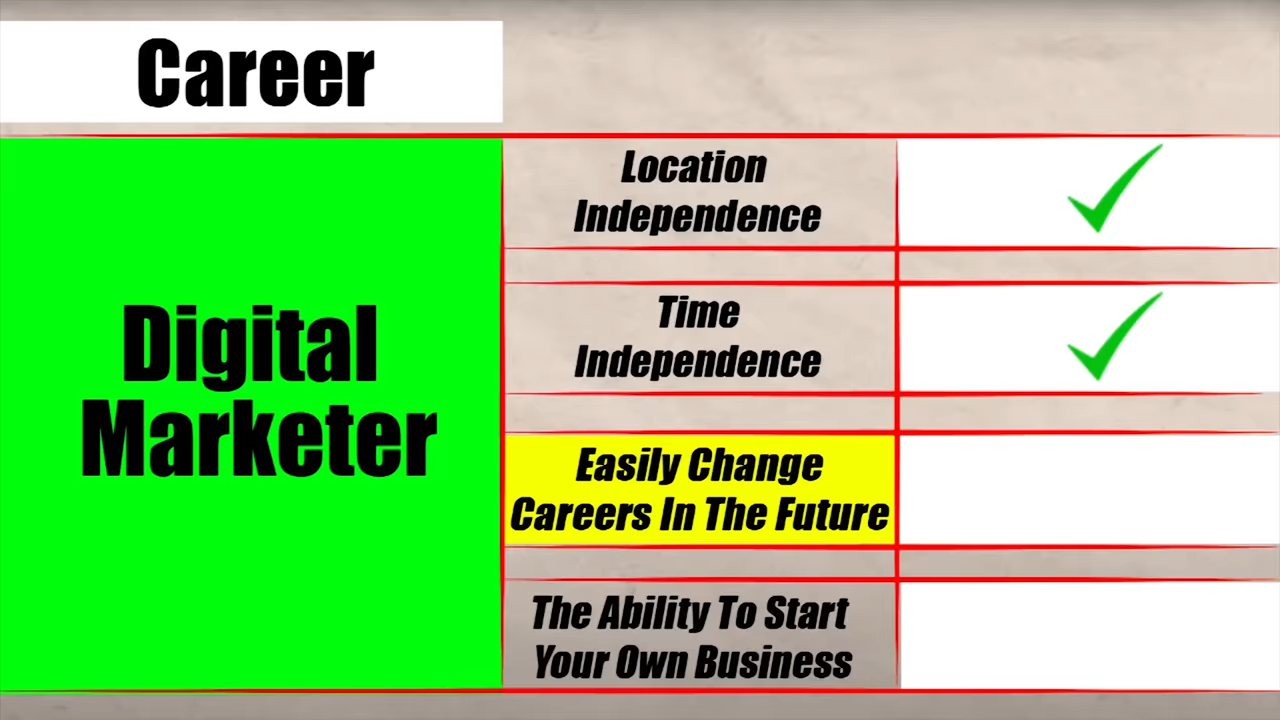 Career
Digital
Marketer
Location
Independence
Time
Independence
Easily Change
Careers In The Future
The Ability To Start
Your Own Business